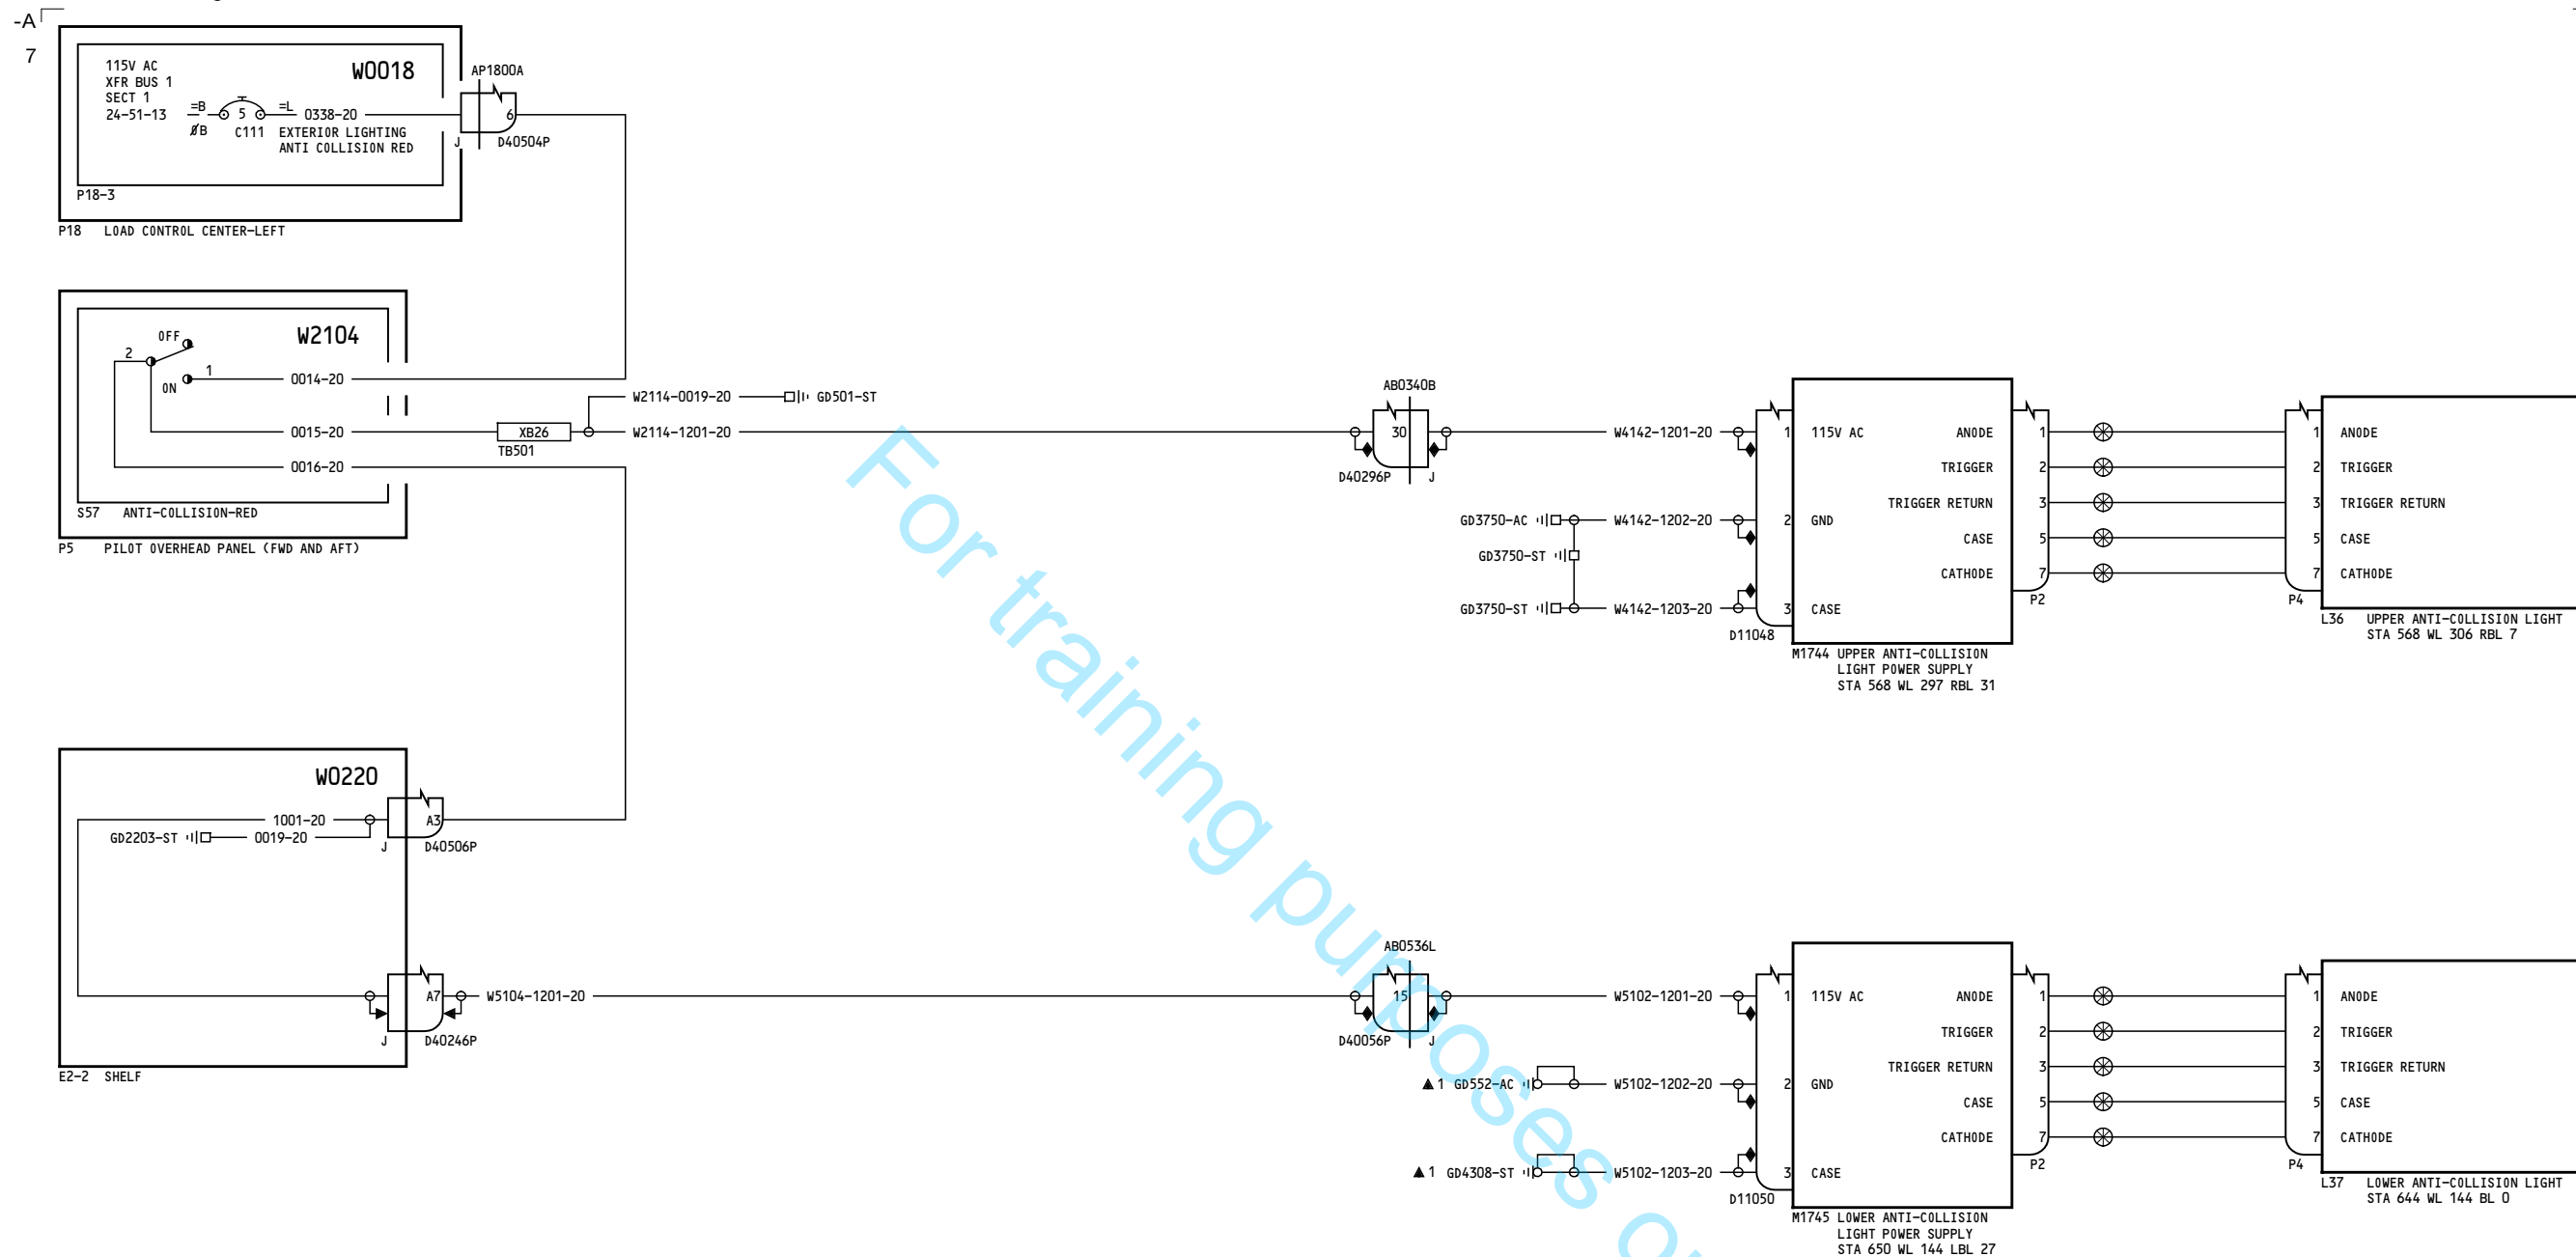 -A
7
115V AC
XFR BUS 1
SECT 1
24-51-13
=B
ØB
5
C111
=L
0338-20
EXTERIOR LIGHTING
ANTI COLLISION RED
W0018
P18-3
P18 LOAD CONTROL CENTER-LEFT
AP1800A
6
J D40504P
W2104
OFF
2
ON
1
0014-20
0015-20
0016-20
S57 ANTI-COLLISION-RED
P5 PILOT OVERHEAD PANEL (FWD AND AFT)
XB26
TB501
W2114-0019-20 GD501-ST
W2114-1201-20
AB0340B
30
D40296P J
W4142-1201-20
GD3750-AC W4142-1202-20
GD3750-ST
GD3750-ST W4142-1203-20
D11048
1 115V AC
2 GND
3 CASE
ANODE 1
TRIGGER 2
TRIGGER RETURN 3
CASE 5
CATHODE 7
P2
M1744 UPPER ANTI-COLLISION
LIGHT POWER SUPPLY
STA 568 WL 297 RBL 31
1 ANODE
2 TRIGGER
3 TRIGGER RETURN
5 CASE
7 CATHODE
P4
L36 UPPER ANTI-COLLISION LIGHT
STA 568 WL 306 RBL 7
W0220
1001-20
GD2203-ST 0019-20
A3
J D40506P
A7
J D40246P
E2-2 SHELF
W5104-1201-20
AB0536L
15
D40056P J
W5102-1201-20
1 GD552-AC W5102-1202-20
1 GD4308-ST W5102-1203-20
D11050
1 115V AC
2 GND
3 CASE
ANODE 1
TRIGGER 2
TRIGGER RETURN 3
CASE 5
CATHODE 7
P2
M1745 LOWER ANTI-COLLISION
LIGHT POWER SUPPLY
STA 650 WL 144 LBL 27
1 ANODE
2 TRIGGER
3 TRIGGER RETURN
5 CASE
7 CATHODE
P4
L37 LOWER ANTI-COLLISION LIGHT
STA 644 WL 144 BL 0
For training purposes